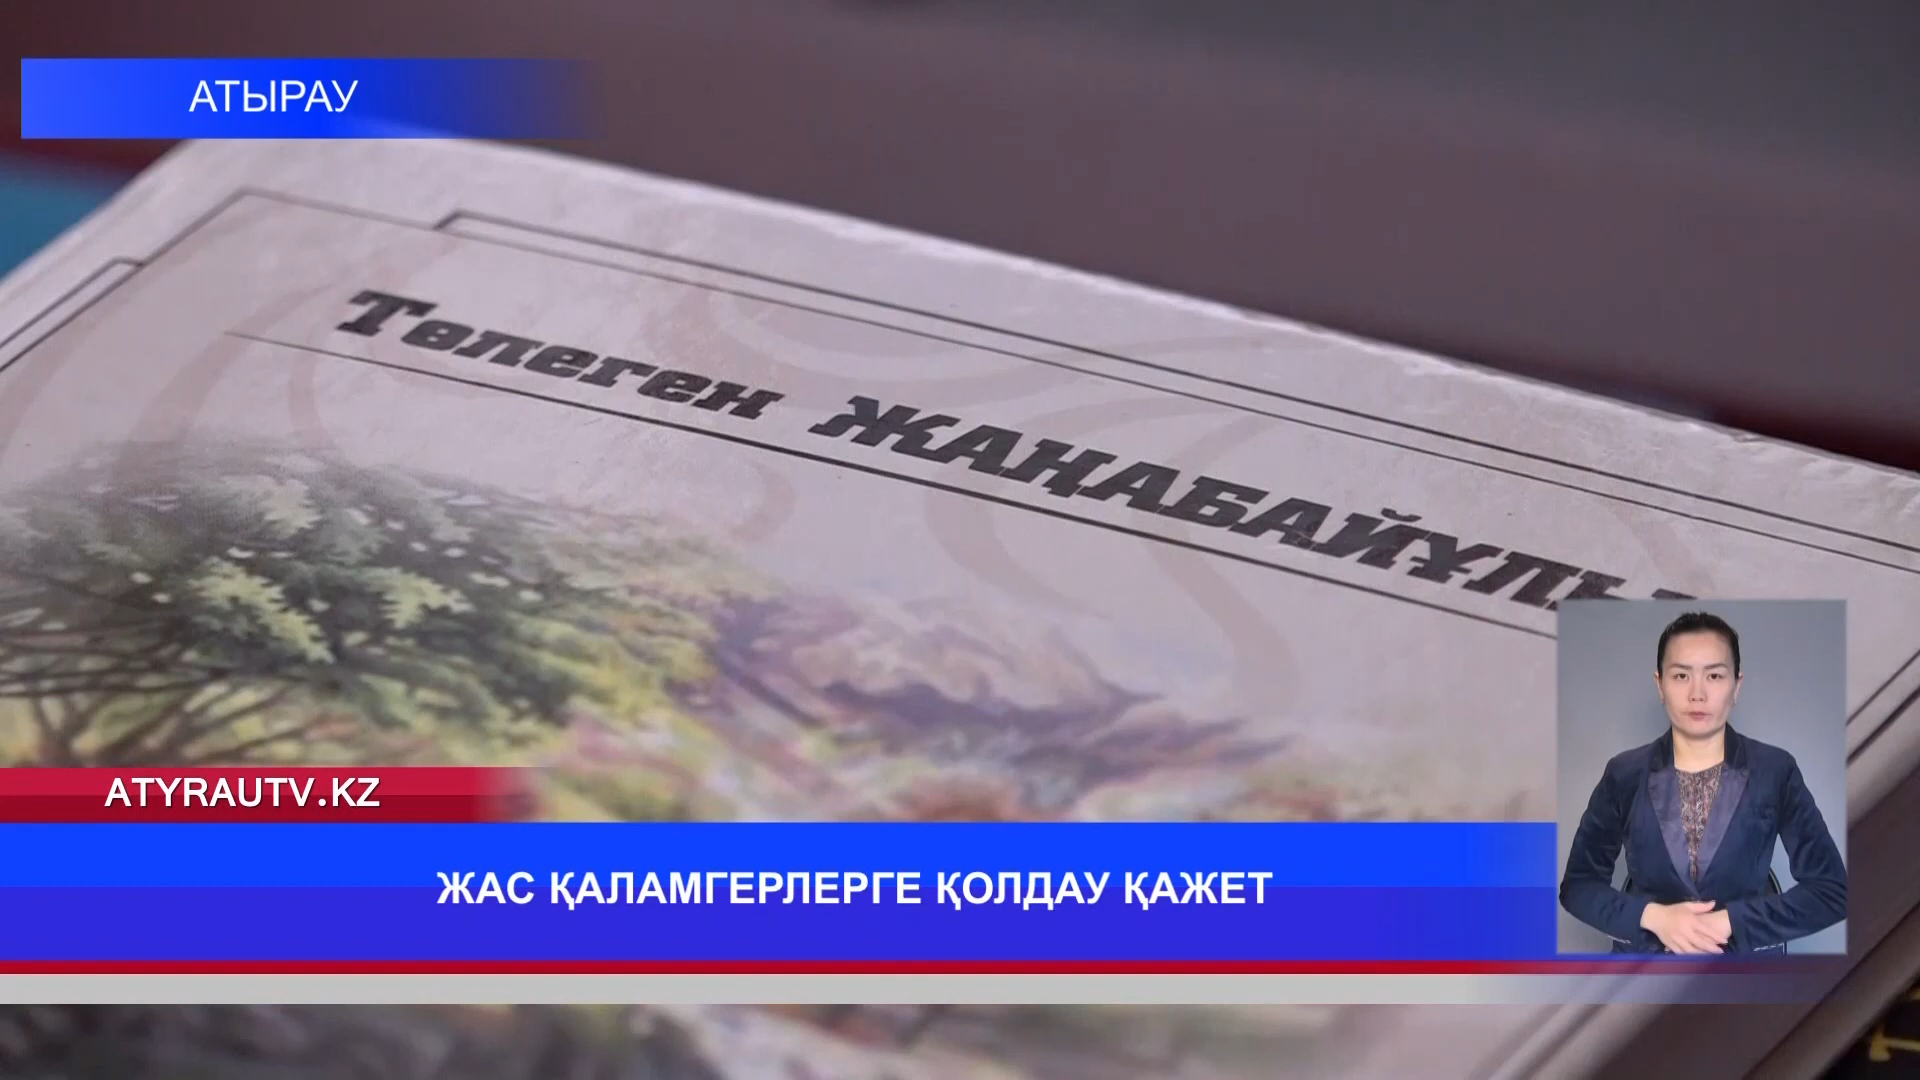 АТЫРАУ
Төлеген ЖАҢАБАЙҰЛЫ
ATYRAUTV.KZ
ЖАС ҚАЛАМГЕРЛЕРГЕ ҚОЛДАУ ҚАЖЕТ